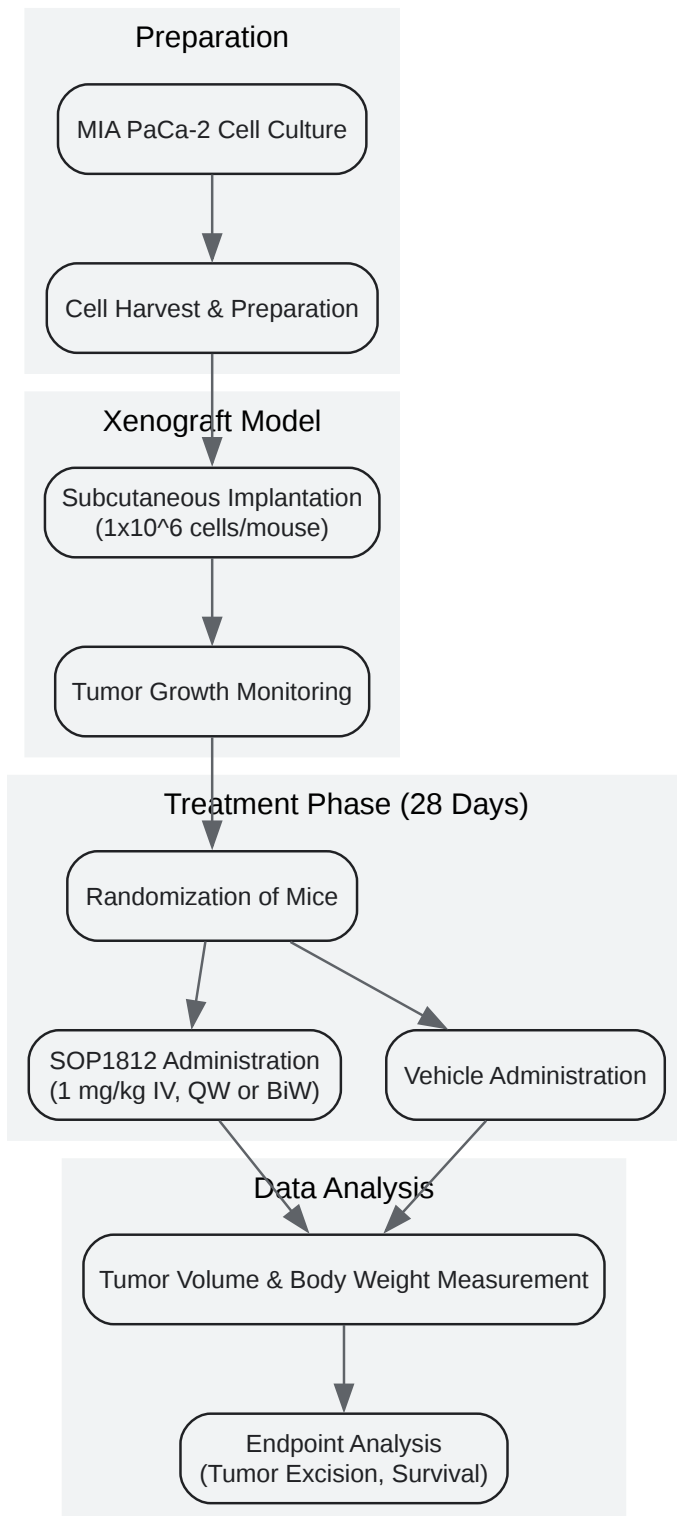 Preparation
MIA PaCa-2 Cell Culture
Cell Harvest & Preparation
Xenograft Model
Subcutaneous Implantation
(1x10^6 cells/mouse)
Tumor Growth Monitoring
Treatment Phase (28 Days)
Randomization of Mice
SOP1812 Administration
(1 mg/kg IV, QW or BiW)
Vehicle Administration
Data Analysis
Tumor Volume & Body Weight Measurement
Endpoint Analysis
(Tumor Excision, Survival)